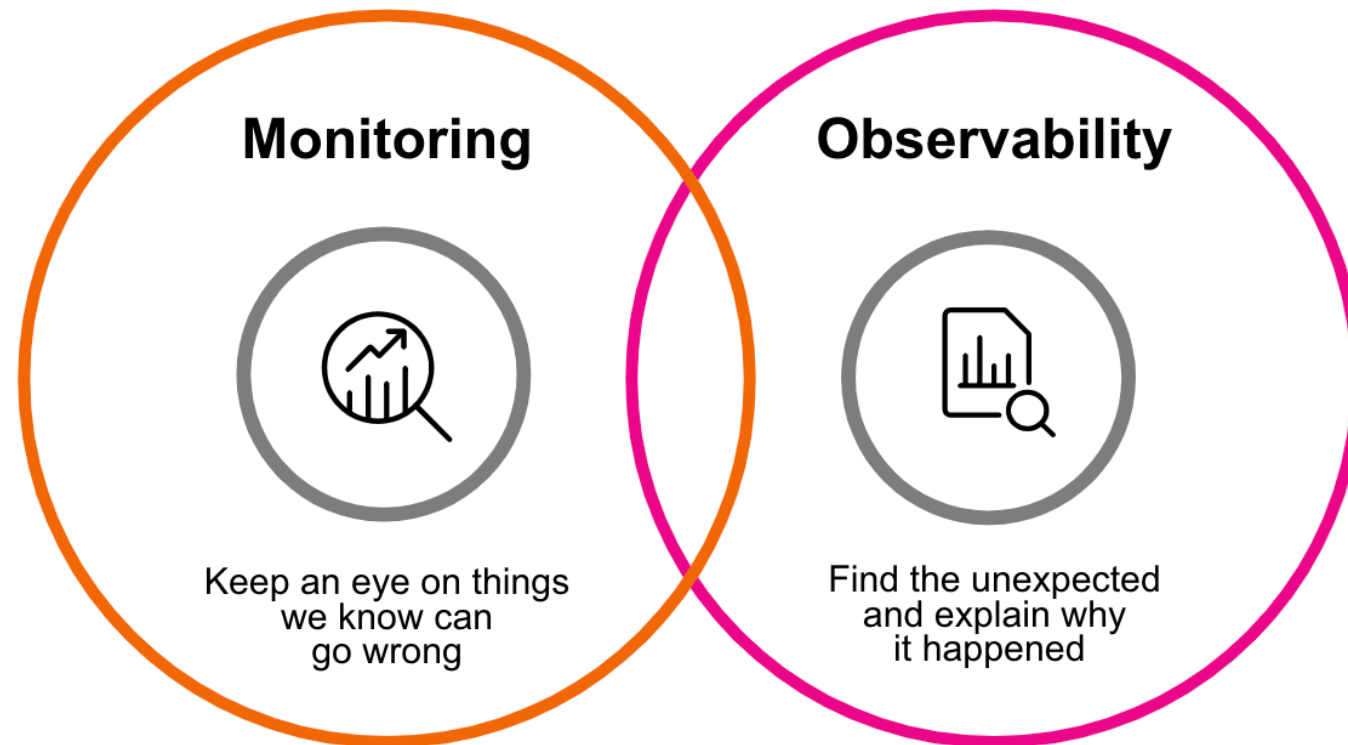 Monitoring
Keep an eye on things
we know can
go wrong
Observability
Find the unexpected
and explain why
it happened